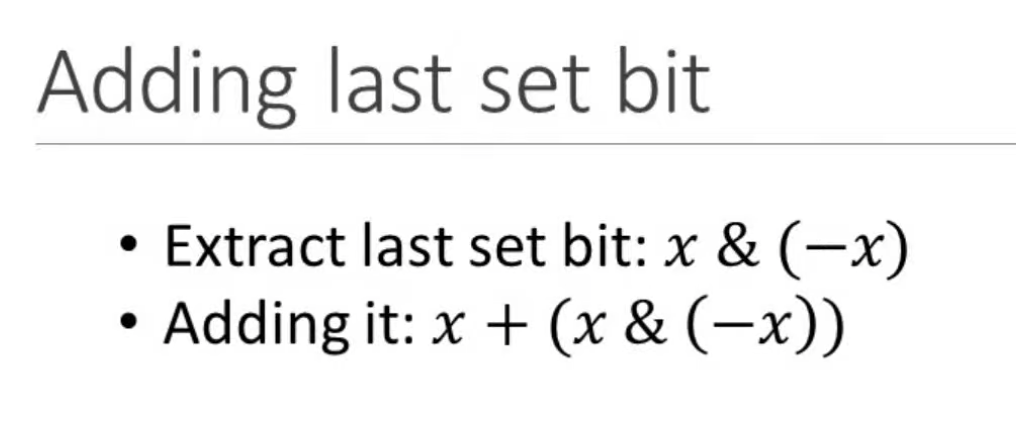 Adding last set bit
• Extract last set bit: 𝑥 & (−𝑥)
• Adding it: 𝑥 + (𝑥 & (−𝑥))